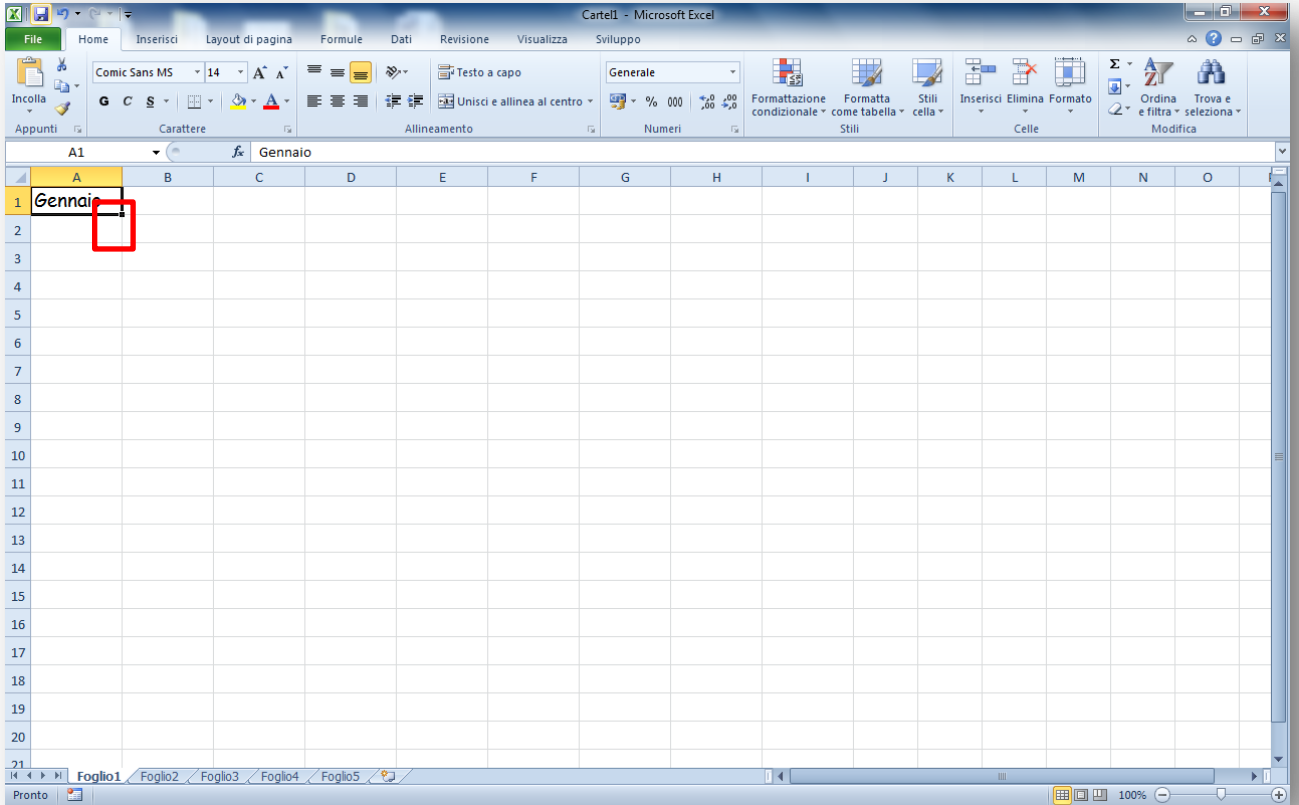 Cartel1 - Microsoft Excel
File Home Inserisci Layout di pagina Formule Dati Revisione Visualizza Sviluppo
Incolla
Appunti
Comic Sans MS 14 A A
G C S A
Carattere
Testo a capo
Unisci e allinea al centro
Allineamento
Generale
% 000 ,0 ,00 ,00 ,0
Numeri
Formattazione condizionale
Formatta come tabella
Stili cella
Stili
Inserisci Elimina Formato
Celle
Σ
Ordina e filtra
Trova e seleziona
Modifica
A1 fx Gennaio
A B C D E F G H I J K L M N O
1 Gennaio
2
3
4
5
6
7
8
9
10
11
12
13
14
15
16
17
18
19
20
21
Foglio1 Foglio2 Foglio3 Foglio4 Foglio5
Pronto 100%